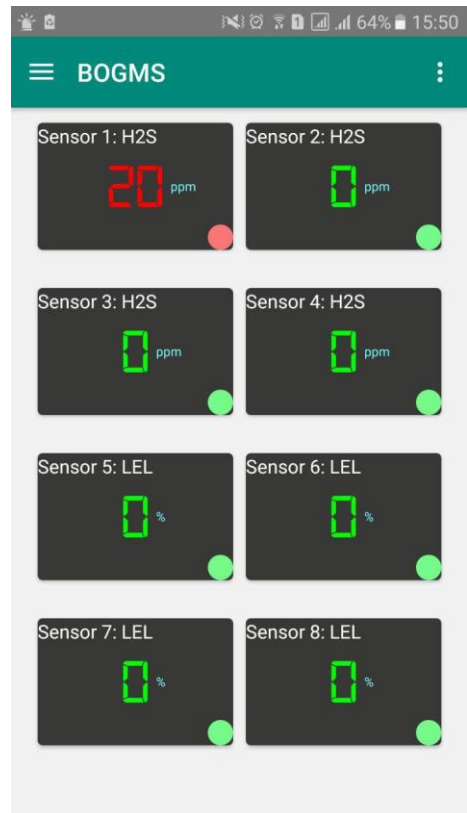 1 64% 15:50
BOGMS
Sensor 1: H2S Sensor 2: H2S
20 ppm 0 ppm
Sensor 3: H2S Sensor 4: H2S
0 ppm 0 ppm
Sensor 5: LEL Sensor 6: LEL
0 % 0 %
Sensor 7: LEL Sensor 8: LEL
0 % 0 %